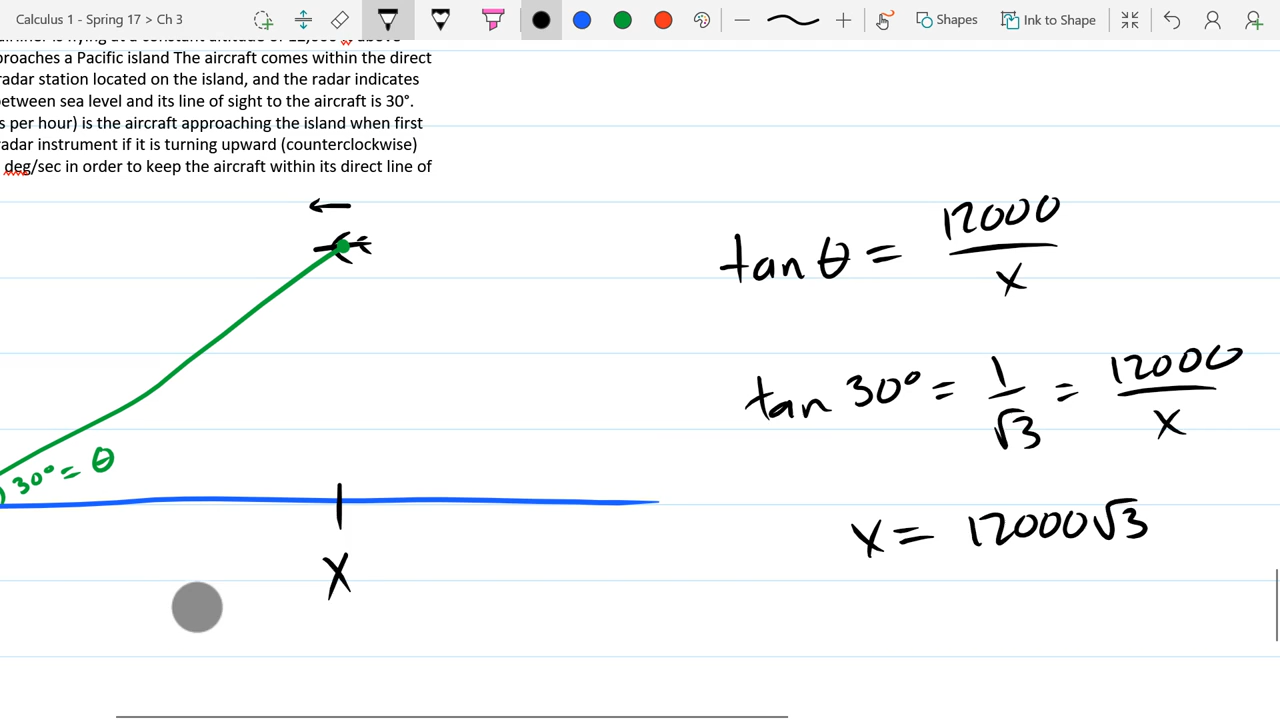 Calculus 1 - Spring 17 > Ch 3
Shapes
Ink to Shape
proaches a Pacific island The aircraft comes within the direct
radar station located on the island, and the radar indicates
between sea level and its line of sight to the aircraft is 30°.
s per hour) is the aircraft approaching the island when first
radar instrument if it is turning upward (counterclockwise)
deg/sec in order to keep the aircraft within its direct line of
tan θ = 12000/x
tan 30° = 1/√3 = 12000/x
30° = θ
x = 12000√3
X